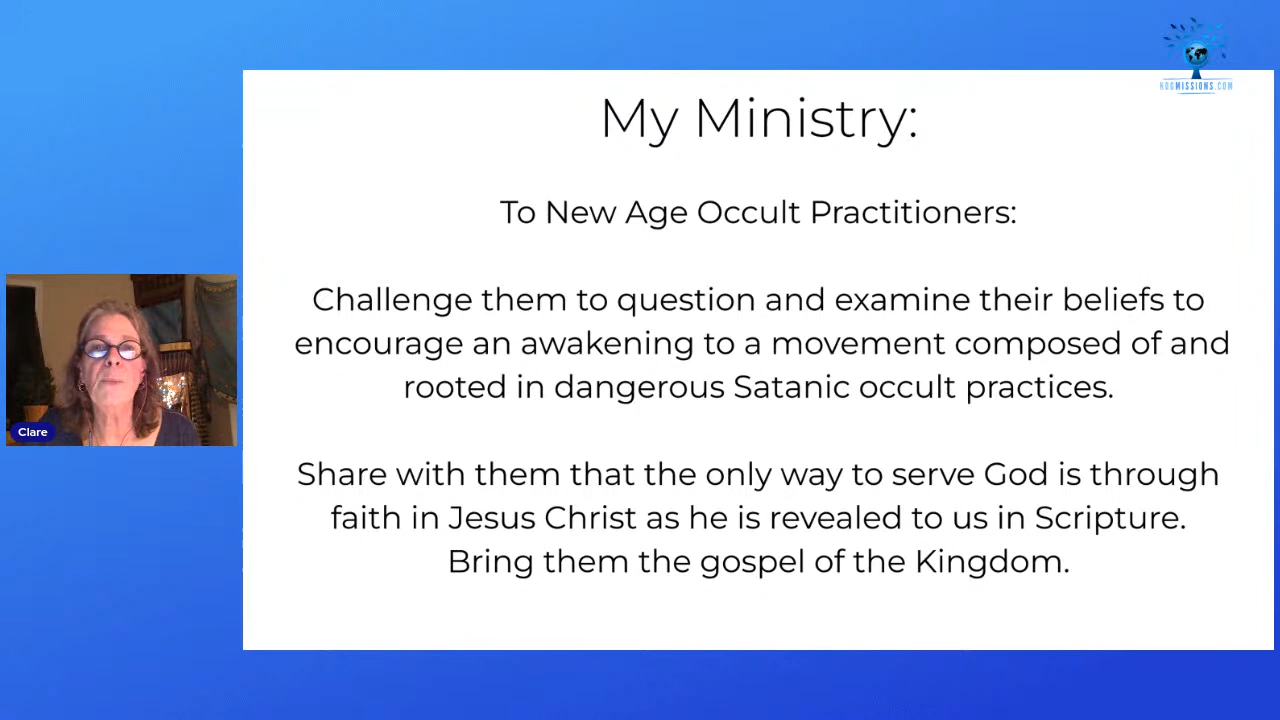 KOGMISSIONS.COM
My Ministry:
To New Age Occult Practitioners:
Challenge them to question and examine their beliefs to
encourage an awakening to a movement composed of and
rooted in dangerous Satanic occult practices.
Share with them that the only way to serve God is through
faith in Jesus Christ as he is revealed to us in Scripture.
Bring them the gospel of the Kingdom.
Clare